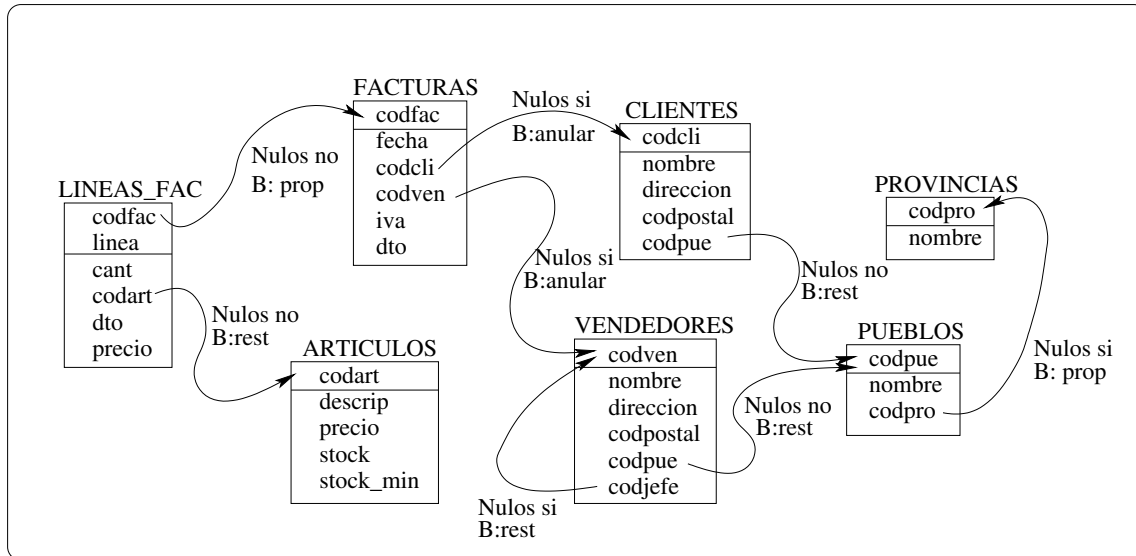 FACTURAS
codfac
fecha
codcli
codven
iva
dto
Nulos si
B:anular
CLIENTES
codcli
nombre
direccion
codpostal
codpue
Nulos no
B: prop
LINEAS_FAC
codfac
linea
cant
codart
dto
precio
PROVINCIAS
codpro
nombre
Nulos si
B:anular
Nulos no
B:rest
Nulos no
B:rest
ARTICULOS
codart
descrip
precio
stock
stock_min
VENDEDORES
codven
nombre
direccion
codpostal
codpue
codjefe
PUEBLOS
codpue
nombre
codpro
Nulos si
B: prop
Nulos no
B:rest
Nulos si
B:rest